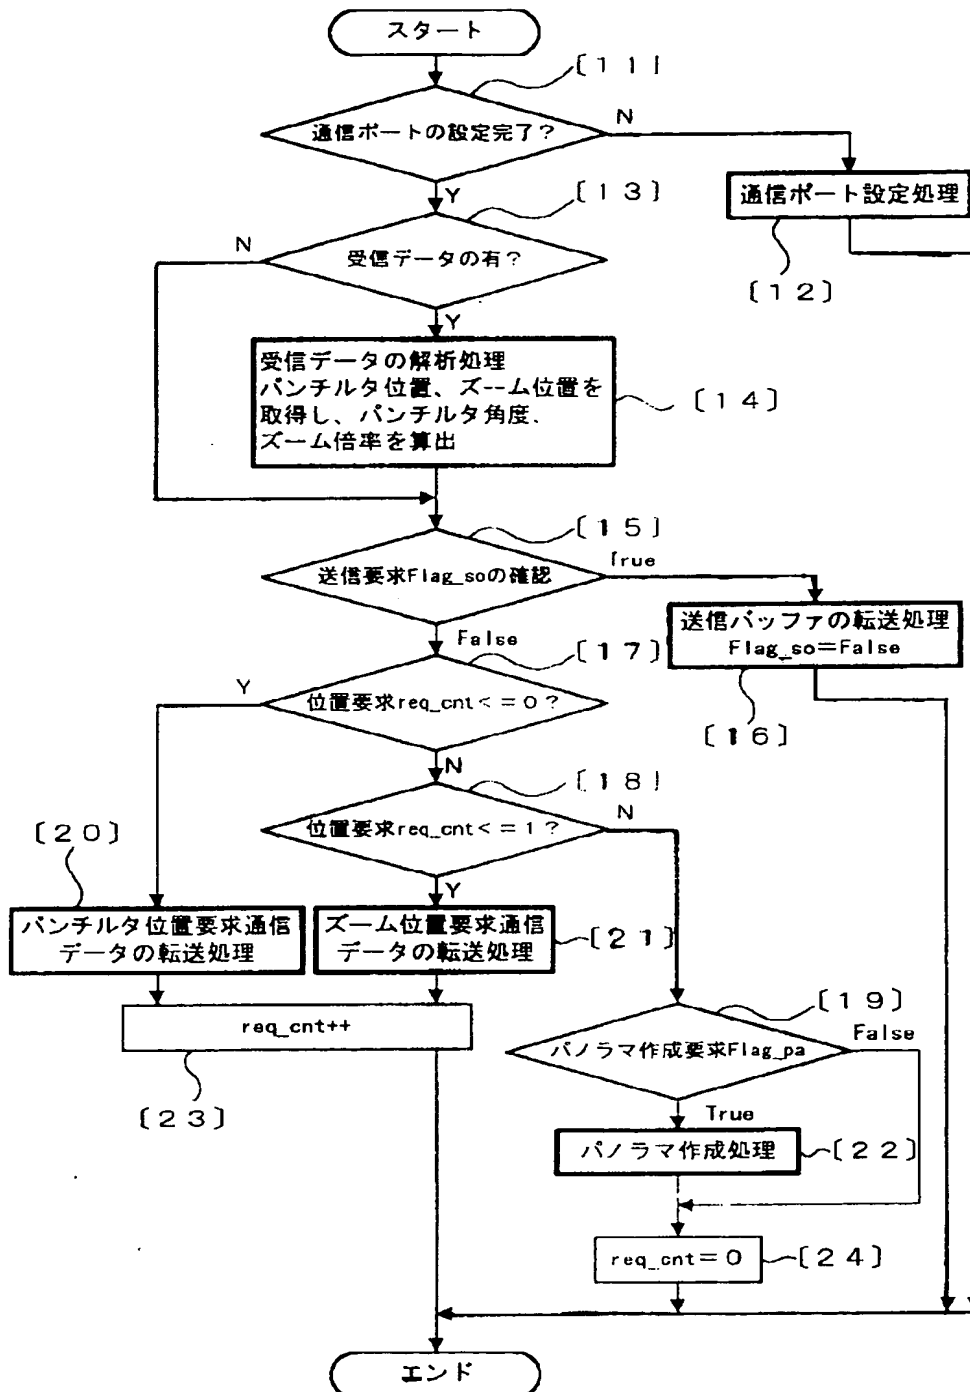 スタート
[11]
通信ポートの設定完了?
N
Y
通信ポート設定処理
[12]
[13]
N
受信データの有?
Y
受信データの解析処理
パンチルタ位置、ズーム位置を
取得し、パンチルタ角度、
ズーム倍率を算出
[14]
[15]
送信要求Flag_soの確認
True
False
送信バッファの転送処理
Flag_so=False
[16]
[17]
Y
位置要求req_cnt<=0?
N
[18]
位置要求req_cnt<=1?
N
Y
[20]
パンチルタ位置要求通信
データの転送処理
ズーム位置要求通信
データの転送処理
[21]
req_cnt++
[23]
[19]
パノラマ作成要求Flag_pa
False
True
パノラマ作成処理
[22]
req_cnt=0
[24]
エンド